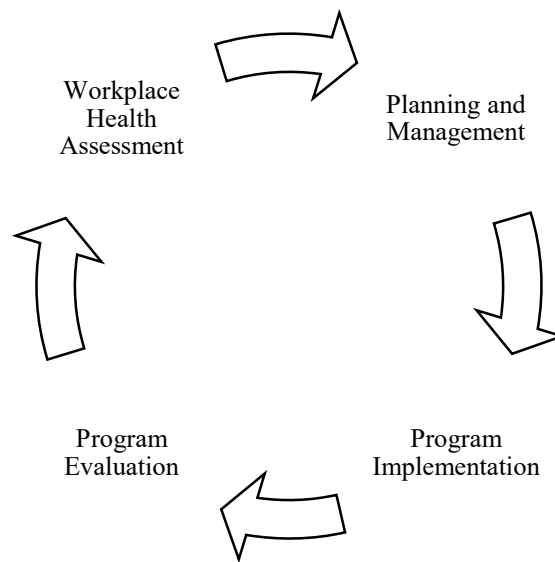 Workplace
Health
Assessment
Planning and
Management
Program
Evaluation
Program
Implementation